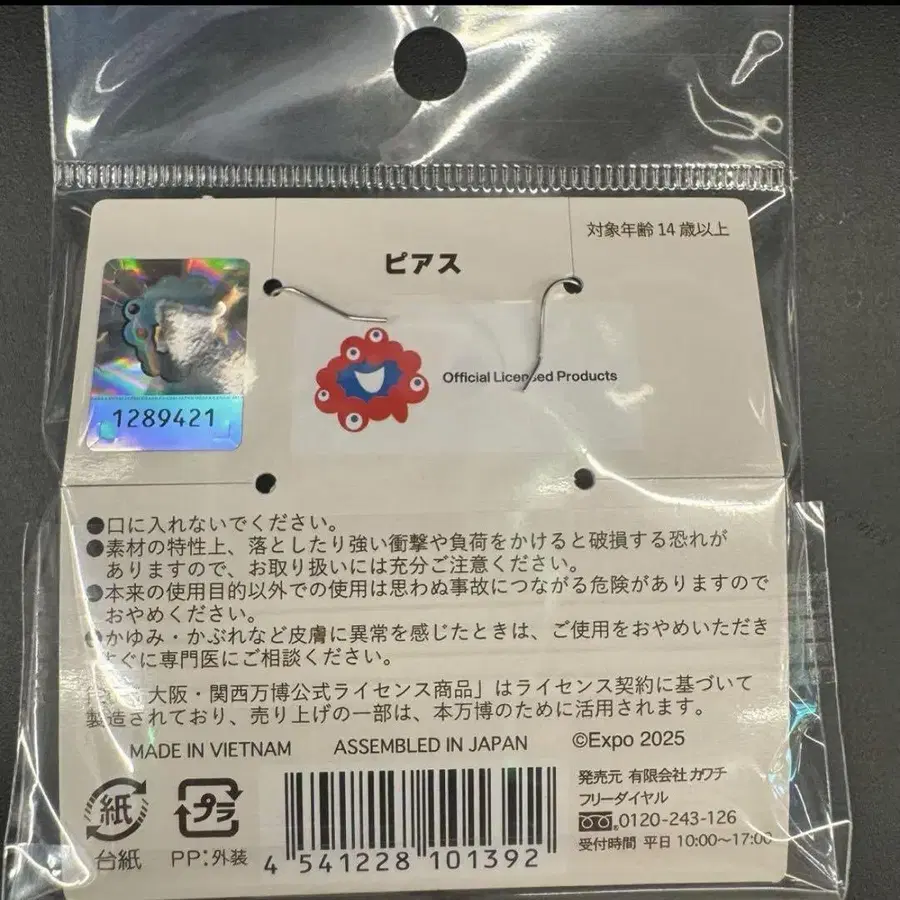 対象年齢 14 歳以上
ピアス
1289421
Official Licensed Products
●口に入れないでください。
●素材の特性上、落としたり強い衝撃や負荷をかけると破損する恐れが
ありますので、お取り扱いには充分ご注意ください。
●本来の使用目的以外での使用は思わぬ事故につながる危険がありますので
おやめください。
●かゆみ・かぶれなど皮膚に異常を感じたときは、ご使用をおやめいただき
すぐに専門医にご相談ください。
大阪・関西万博公式ライセンス商品」はライセンス契約に基づいて
製造されており、売り上げの一部は、本万博のために活用されます。
MADE IN VIETNAM ASSEMBLED IN JAPAN ©Expo 2025
紙
台紙
プラ
PP:外装
4 541228 101392
発売元 有限会社 カワチ
フリーダイヤル
0120-243-126
受付時間 平日 10:00〜17:00